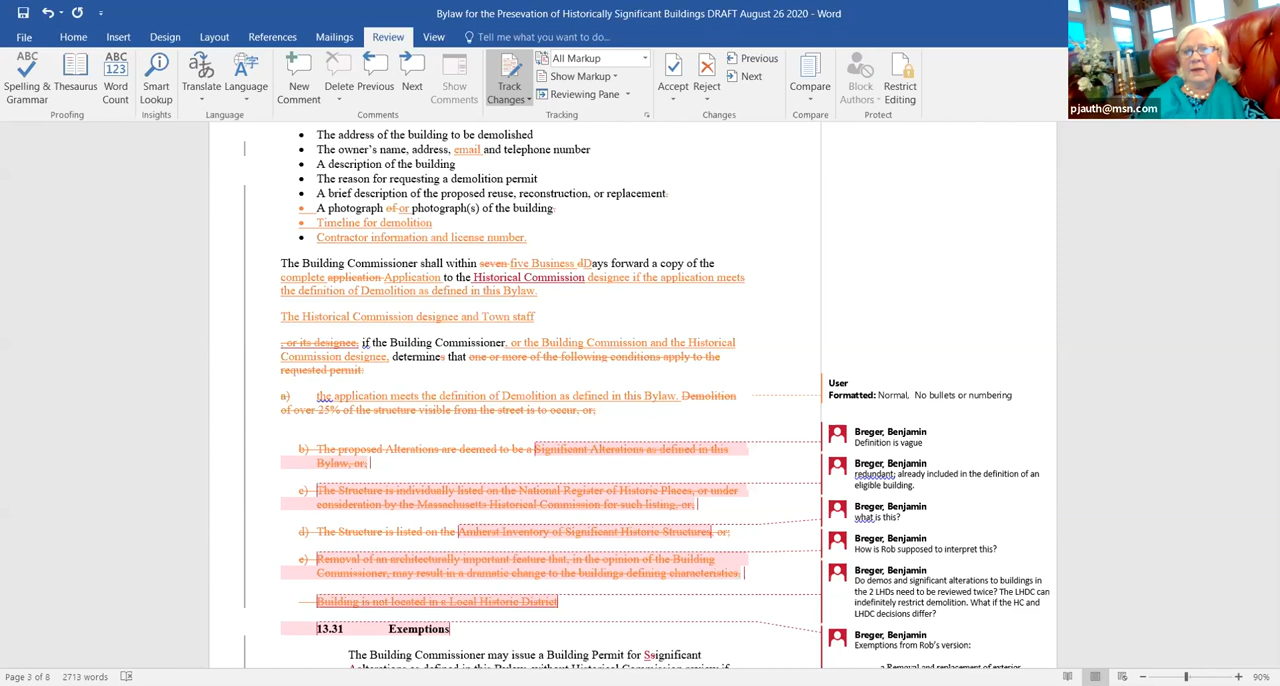 Bylaw for the Presevation of Historically Significant Buildings DRAFT August 26 2020 - Word
File Home Insert Design Layout References Mailings Review View Tell me what you want to do...
ABC Spelling & Grammar
Thesaurus
ABC 123 Word Count
Smart Lookup
Translate
Language
New Comment
Delete
Previous
Next
Show Comments
Track Changes
All Markup
Show Markup
Reviewing Pane
Accept
Reject
Previous
Next
Compare
Block Authors
Restrict Editing
Proofing Insights Language Comments Tracking Changes Compare Protect
pjauth@msn.com
• The address of the building to be demolished
• The owner's name, address, email and telephone number
• A description of the building
• The reason for requesting a demolition permit
• A brief description of the proposed reuse, reconstruction, or replacement.
• A photograph of or photograph(s) of the building.
• Timeline for demolition
• Contractor information and license number.
The Building Commissioner shall within seven five Business dDays forward a copy of the
complete application Application to the Historical Commission designee if the application meets
the definition of Demolition as defined in this Bylaw.
The Historical Commission designee and Town staff
, or its designee, if the Building Commissioner, or the Building Commission and the Historical
Commission designee, determines that one or more of the following conditions apply to the
requested permit:
a) the application meets the definition of Demolition as defined in this Bylaw. Demolition
of over 25% of the structure visible from the street is to occur, or;
b) The proposed Alterations are deemed to be a Significant Alterations as defined in this
Bylaw, or;
c) The Structure is individually listed on the National Register of Historic Places, or under
consideration by the Massachusetts Historical Commission for such listing, or;
d) The Structure is listed on the Amherst Inventory of Significant Historic Structures, or;
e) Removal of an architecturally important feature that, in the opinion of the Building
Commissioner, may result in a dramatic change to the buildings defining characteristics.
Building is not located in a Local Historic District
13.31 Exemptions
The Building Commissioner may issue a Building Permit for Ssignificant
Aalterations as defined in this Bylaw, without Historical Commission review if
User
Formatted: Normal, No bullets or numbering
Breger, Benjamin
Definition is vague
Breger, Benjamin
redundant; already included in the definition of an
eligible building.
Breger, Benjamin
what is this?
Breger, Benjamin
How is Rob supposed to interpret this?
Breger, Benjamin
Do demos and significant alterations to buildings in
the 2 LHDs need to be reviewed twice? The LHDC can
indefinitely restrict demolition. What if the HC and
LHDC decisions differ?
Breger, Benjamin
Exemptions from Rob's version:
a Removal and replacement of exterior
Page 3 of 8 2713 words
90%